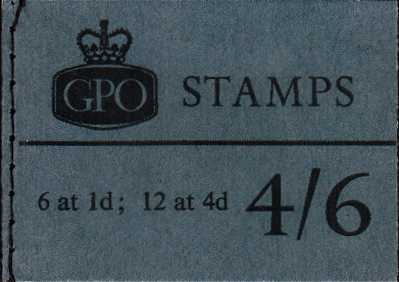 GPO STAMPS
6 at 1d; 12 at 4d 4/6